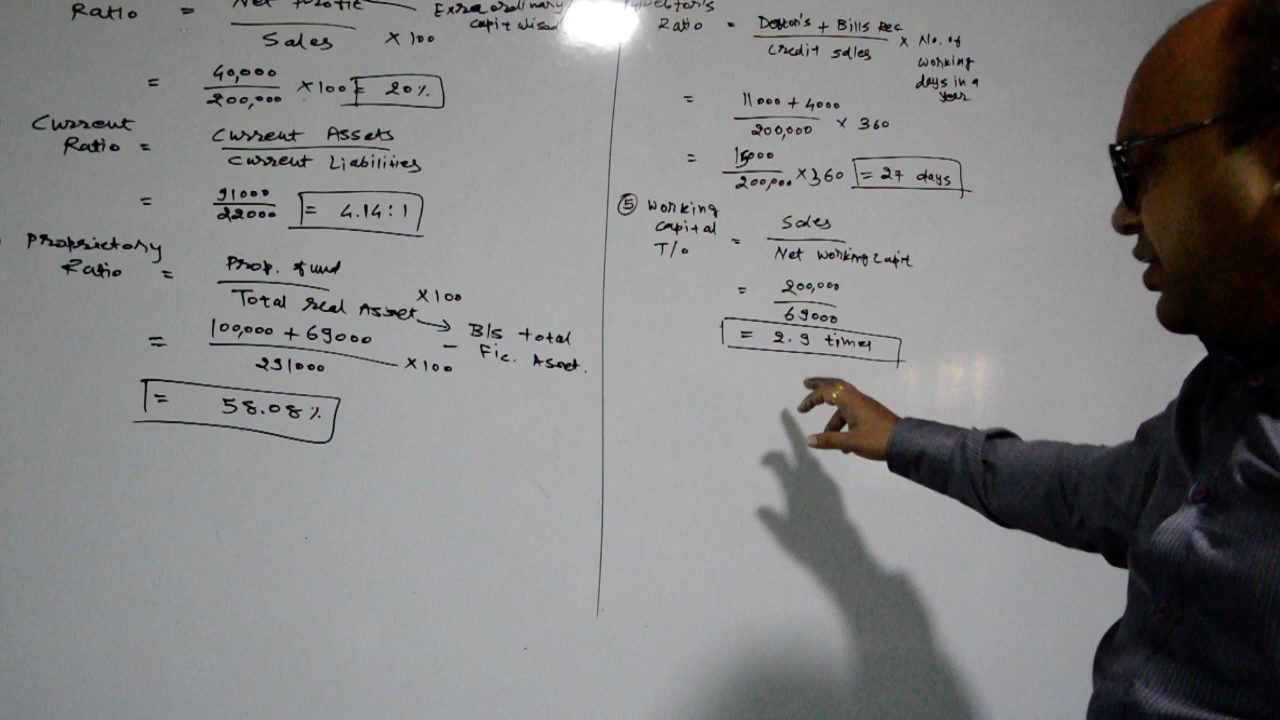 Ratio = Net Profit Extraordinary capitalised
Sales × 100
= 40,000
200,000 × 100 = 20%
Current Ratio = Current Assets
Current Liabilities
= 91000
22000 = 4.14 : 1
Proprietory Ratio = Prop. fund
Total real Asset × 100 → B/s total
– Fic. Asset.
= 100,000 + 69000
291000 × 100
= 58.08%
Ratio = Debtor's + Bills Rec
credit sales × No. of working days in a year
= 11000 + 4000
200,000 × 360
= 15000
200,000 × 360 = 27 days
⑤ Working capital T/o = Sales
Net working capit
= 200,000
69000
= 2.9 times